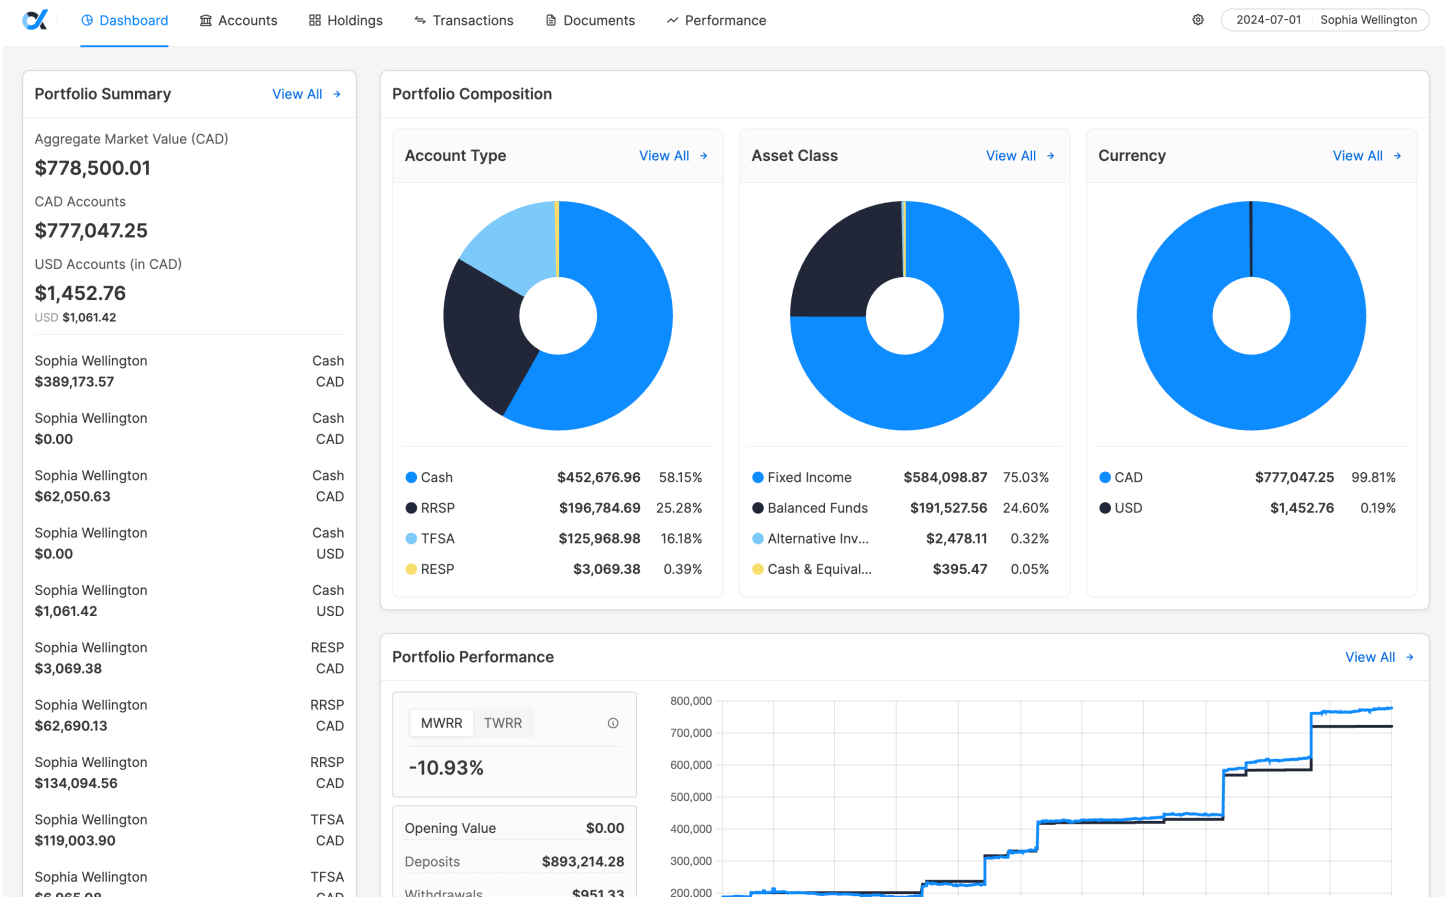 Dashboard
Accounts
Holdings
Transactions
Documents
Performance
2024-07-01
Sophia Wellington
Portfolio Summary
View All
Aggregate Market Value (CAD)
$778,500.01
CAD Accounts
$777,047.25
USD Accounts (in CAD)
$1,452.76
USD $1,061.42
Sophia Wellington Cash
$389,173.57 CAD
Sophia Wellington Cash
$0.00 CAD
Sophia Wellington Cash
$62,050.63 CAD
Sophia Wellington Cash
$0.00 USD
Sophia Wellington Cash
$1,061.42 USD
Sophia Wellington RESP
$3,069.38 CAD
Sophia Wellington RRSP
$62,690.13 CAD
Sophia Wellington RRSP
$134,094.56 CAD
Sophia Wellington TFSA
$119,003.90 CAD
Sophia Wellington TFSA
$6,965.08 CAD
Portfolio Composition
Account Type
View All
Cash $452,676.96 58.15%
RRSP $196,784.69 25.28%
TFSA $125,968.98 16.18%
RESP $3,069.38 0.39%
Asset Class
View All
Fixed Income $584,098.87 75.03%
Balanced Funds $191,527.56 24.60%
Alternative Inv... $2,478.11 0.32%
Cash & Equival... $395.47 0.05%
Currency
View All
CAD $777,047.25 99.81%
USD $1,452.76 0.19%
Portfolio Performance
View All
MWRR TWRR
-10.93%
Opening Value $0.00
Deposits $893,214.28
Withdrawals $951.33
800,000
700,000
600,000
500,000
400,000
300,000
200,000